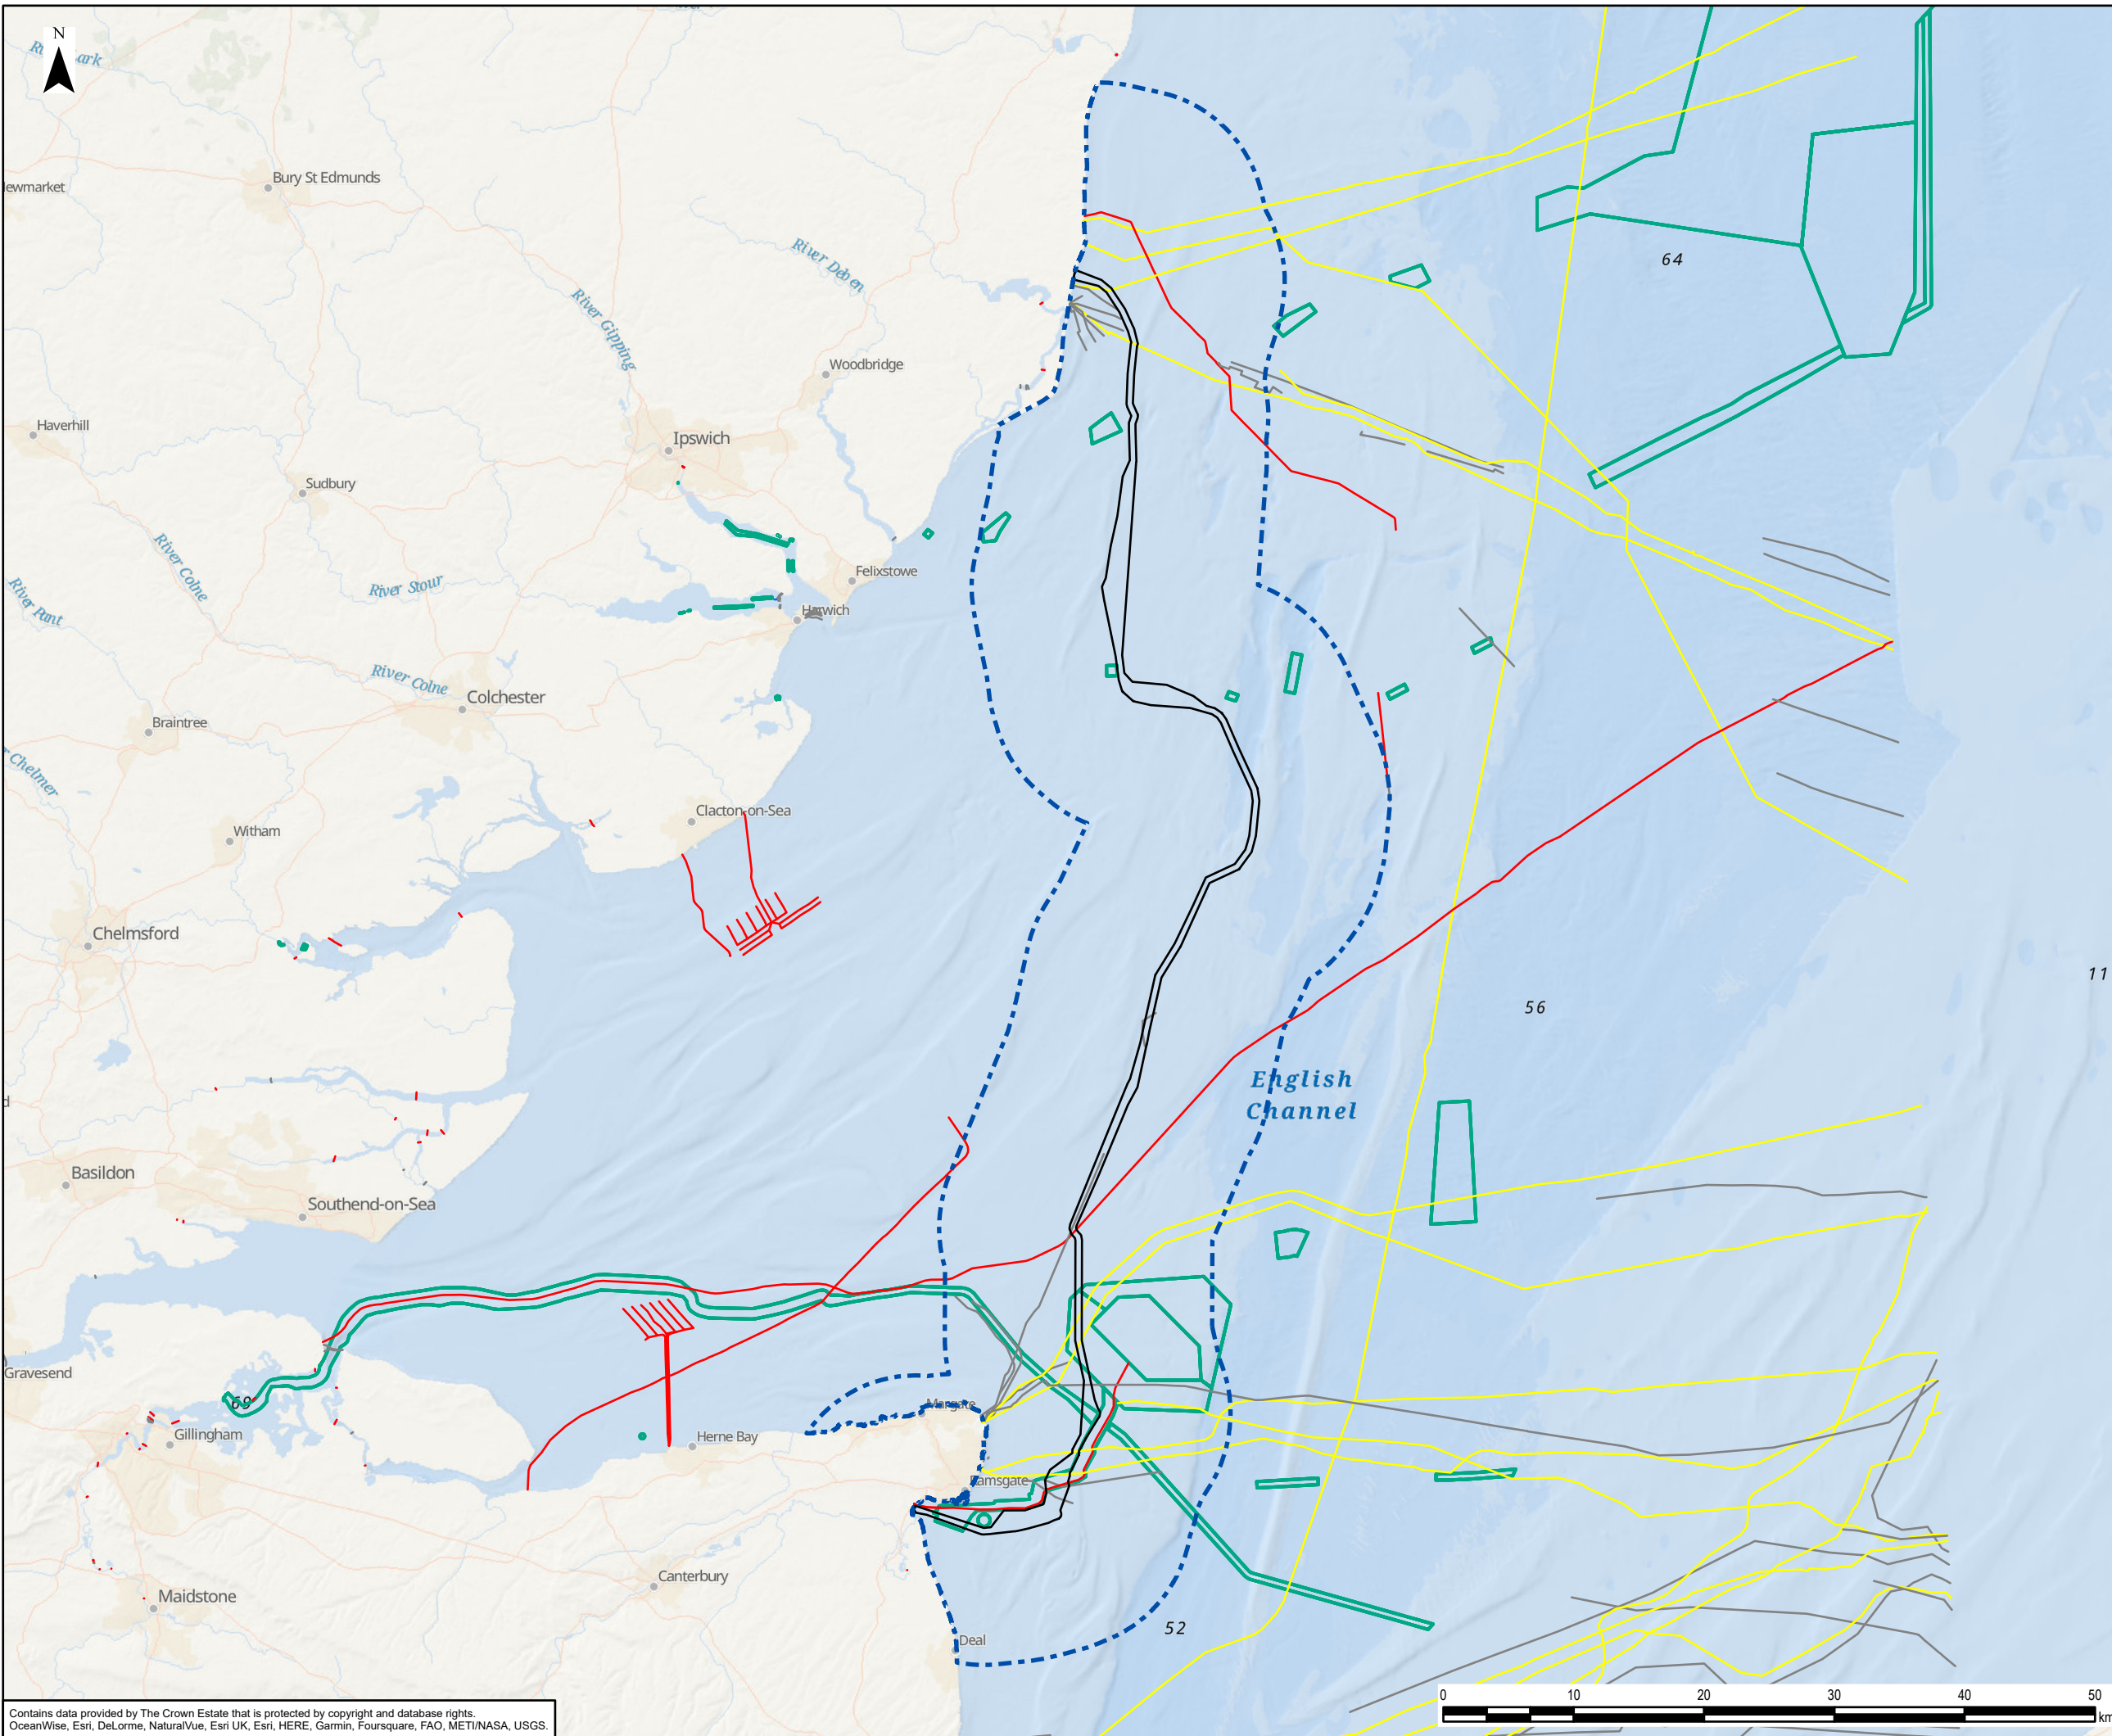 N
Bury St Edmunds
River Deben
64
River Gipping
Woodbridge
Haverhill
Ipswich
Sudbury
River Colne
Felixstowe
River Stour
Harwich
River Pant
River Colne
Colchester
Braintree
Chelmer
Clacton-on-Sea
Witham
Chelmsford
11
56
English
Channel
Basildon
Southend-on-Sea
Gravesend
69
Margate
Gillingham
Herne Bay
Ramsgate
Canterbury
Maidstone
52
Deal
0 10 20 30 40 50
km
Contains data provided by The Crown Estate that is protected by copyright and database rights.
OceanWise, Esri, DeLorme, NaturalVue, Esri UK, Esri, HERE, Garmin, Foursquare, FAO, METI/NASA, USGS.